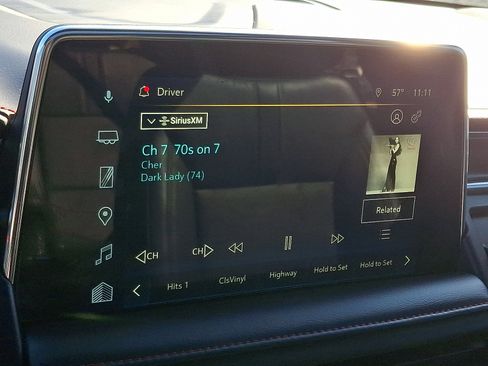 Driver
57° 11:11
SiriusXM
Ch 7 70s on 7
Cher
Dark Lady (74)
Related
CH
CH
Hits 1
ClsVinyl
Highway
Hold to Set
Hold to Set